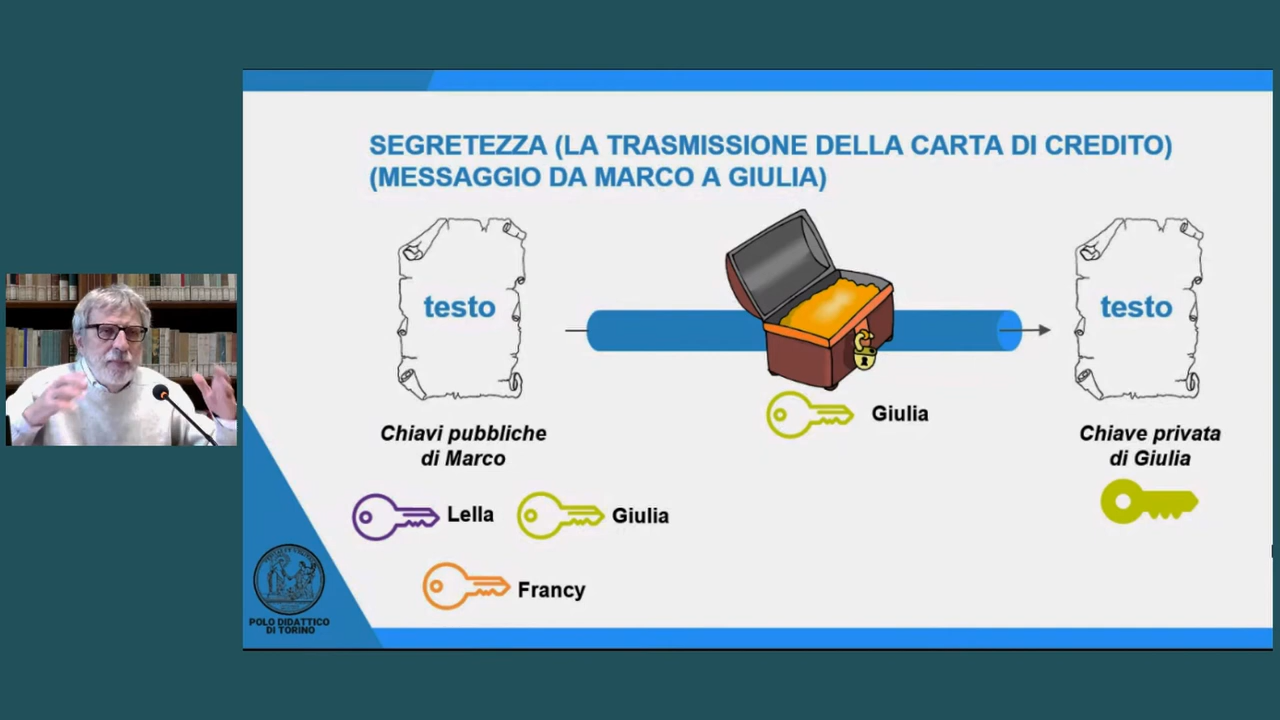 SEGRETEZZA (LA TRASMISSIONE DELLA CARTA DI CREDITO)
(MESSAGGIO DA MARCO A GIULIA)
testo
testo
Giulia
Chiavi pubbliche
di Marco
Chiave privata
di Giulia
Lella
Giulia
Francy
POLO DIDATTICO
DI TORINO